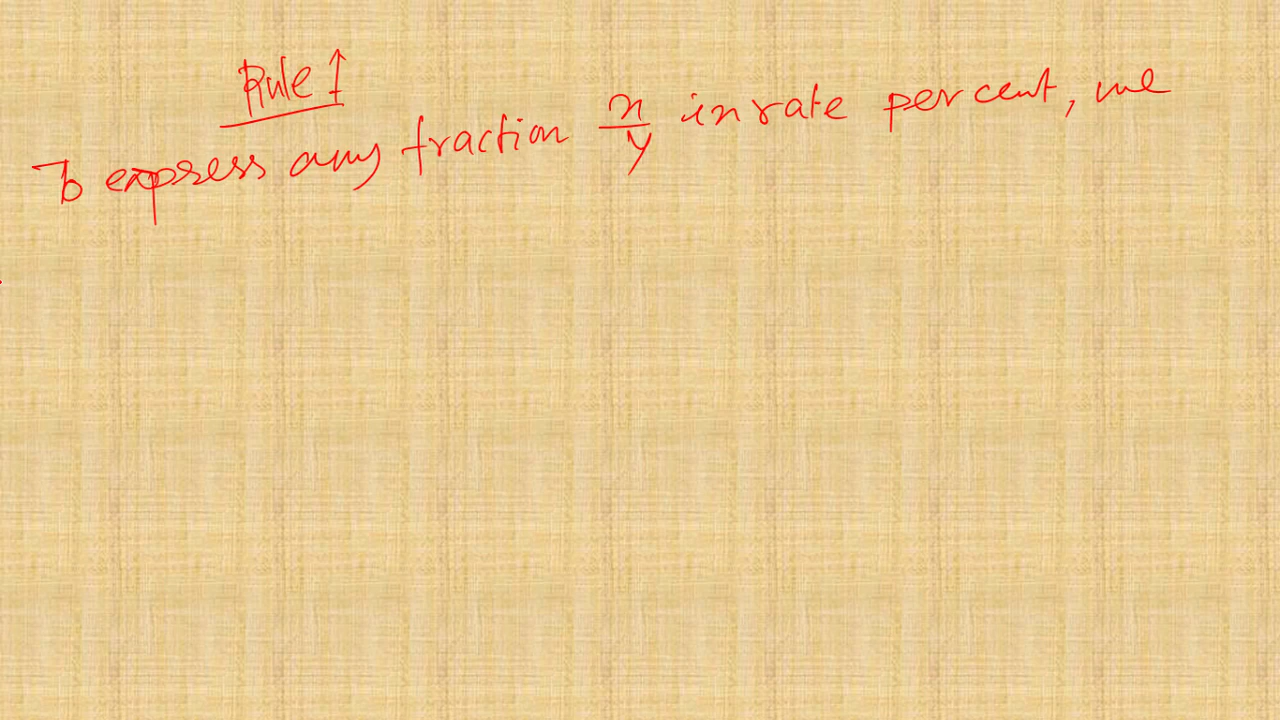 Rule 1
To express any fraction x/y in rate percent, we